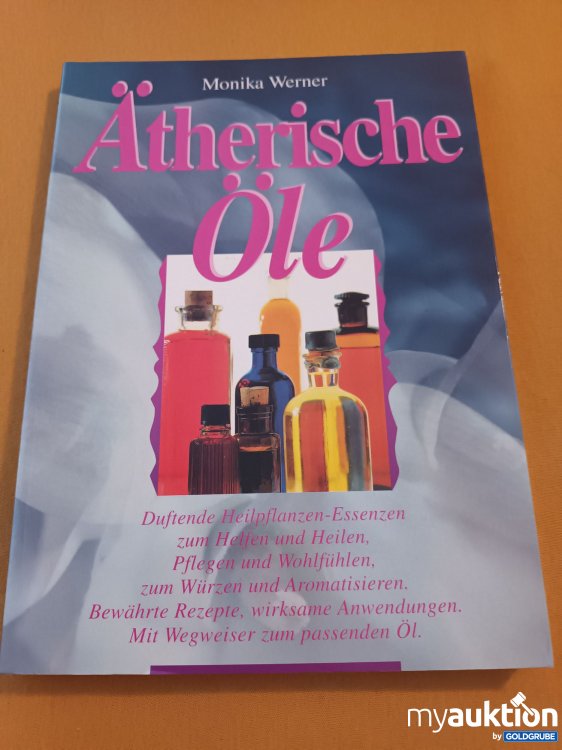 Monika Werner
Ätherische
Öle
Duftende Heilpflanzen-Essenzen
zum Helfen und Heilen,
Pflegen und Wohlfühlen,
zum Würzen und Aromatisieren.
Bewährte Rezepte, wirksame Anwendungen.
Mit Wegweiser zum passenden Öl.
myauktion
by GOLDGRUBE